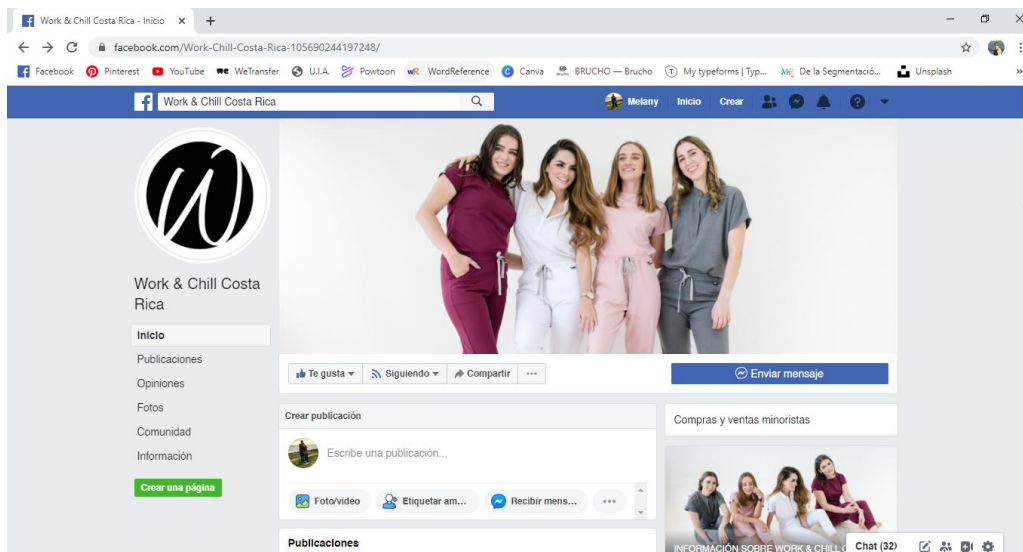 Work & Chill Costa Rica - Inicio
facebook.com/Work-Chill-Costa-Rica-105690244197248/
Facebook Pinterest YouTube we WeTransfer U.I.A. Powtoon wR WordReference Canva BRUCHO — Brucho T My typeforms | Typ... De la Segmentació... Unsplash »
Work & Chill Costa Rica Melany Inicio Crear
W
Work & Chill Costa
Rica
Inicio
Publicaciones
Opiniones
Fotos
Comunidad
Información
Crear una página
Te gusta Siguiendo Compartir ...
Enviar mensaje
Crear publicación
Escribe una publicación...
Foto/video Etiquetar am... Recibir mens... ...
Publicaciones
Compras y ventas minoristas
INFORMACIÓN SOBRE WORK & CHILL C
Chat (32)